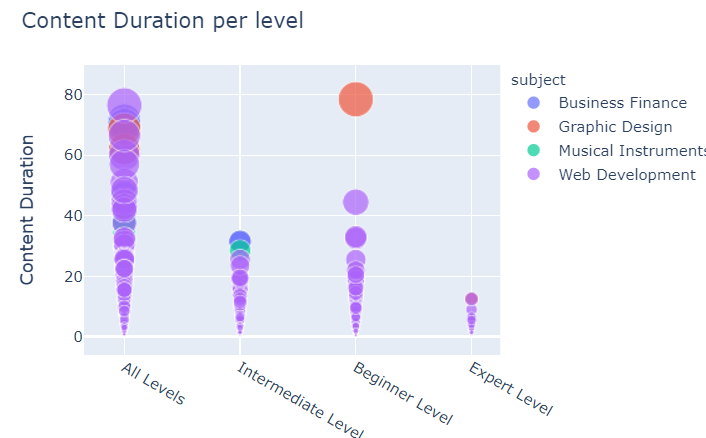 Content Duration per level
Content Duration
80
60
40
20
0
All Levels
Intermediate Level
Beginner Level
Expert Level
subject
Business Finance
Graphic Design
Musical Instruments
Web Development